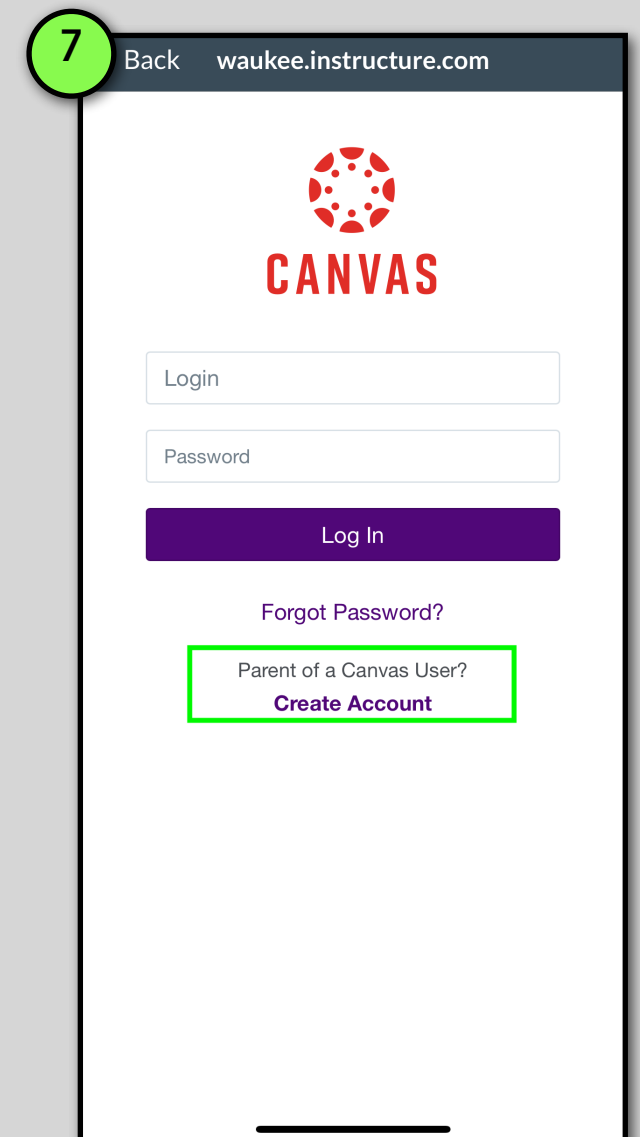 7
Back waukee.instructure.com
CANVAS
Login
Password
Log In
Forgot Password?
Parent of a Canvas User?
Create Account